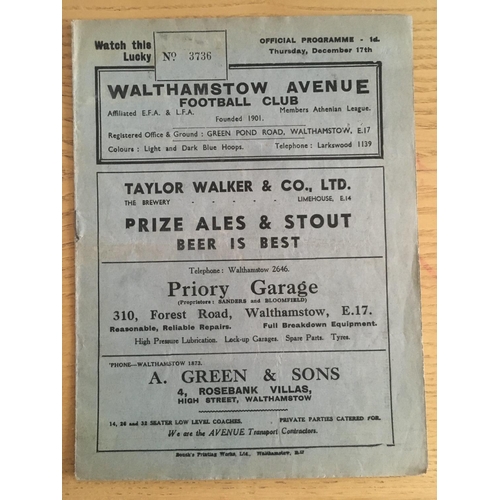 Watch this
Lucky
No 3736
OFFICIAL PROGRAMME - 1d.
Thursday, December 17th
WALTHAMSTOW AVENUE
FOOTBALL CLUB
Affiliated E.F.A. & L.F.A. Members Athenian League.
Founded 1901.
Registered Office & Ground : GREEN POND ROAD, WALTHAMSTOW, E.17
Colours : Light and Dark Blue Hoops. Telephone : Larkswood 1139
TAYLOR WALKER & CO., LTD.
THE BREWERY - - - - - LIMEHOUSE, E.14
PRIZE ALES & STOUT
BEER IS BEST
Telephone : Walthamstow 2646.
Priory Garage
(Proprietors : SANDERS and BLOOMFIELD)
310, Forest Road, Walthamstow, E.17.
Reasonable, Reliable Repairs. Full Breakdown Equipment.
High Pressure Lubrication. Lock-up Garages. Spare Parts. Tyres.
'PHONE—WALTHAMSTOW 1873.
A. GREEN & SONS
4, ROSEBANK VILLAS,
HIGH STREET, WALTHAMSTOW
14, 26 and 32 SEATER LOW LEVEL COACHES. PRIVATE PARTIES CATERED FOR.
We are the AVENUE Transport Contractors.
Printing Works, Ltd., Walthamstow, E.17